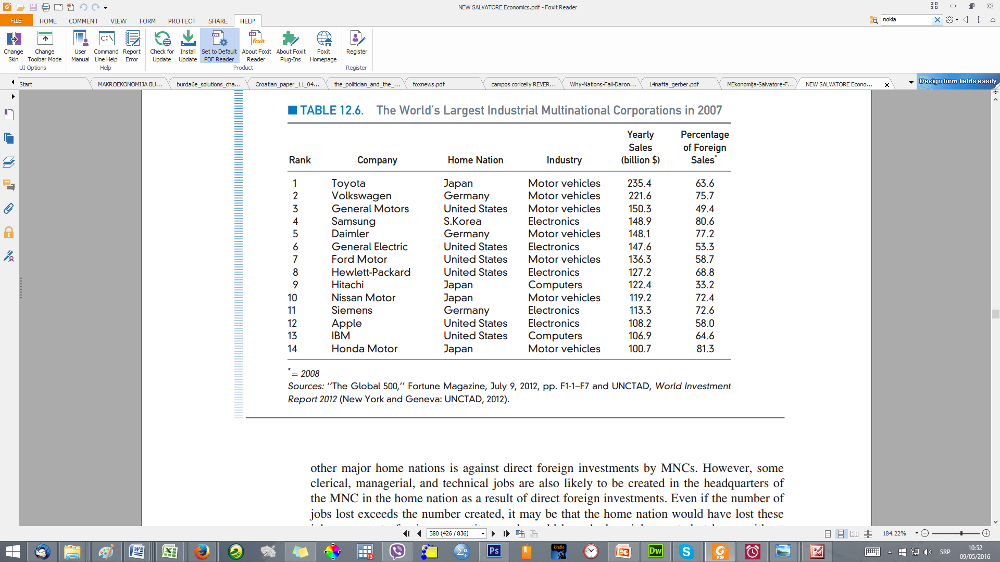 NEW SALVATORE Economics.pdf - Foxit Reader
FILE HOME COMMENT VIEW FORM PROTECT SHARE HELP
nokia
Change Skin
Change Toolbar Mode
User Manual
Command Line Help
Report Error
Check for Update
Install Update
Set to Default PDF Reader
About Foxit Reader
About Foxit Plug-Ins
Foxit Homepage
Register
UI Options Help Product Register
Start MAKROEKONOMIJA BU... burda6e_solutions_cha... Croatian_paper_11_04... the_politician_and_the_... foxnews.pdf campos coricelly REVER... Why-Nations-Fail-Daron... 14nafta_gerber.pdf MEkonomija-Salvatore-F... NEW SALVATORE Econo...
Design form fields easily
TABLE 12.6. The World's Largest Industrial Multinational Corporations in 2007
Rank Company Home Nation Industry Yearly Sales (billion $) Percentage of Foreign Sales*
1 Toyota Japan Motor vehicles 235.4 63.6
2 Volkswagen Germany Motor vehicles 221.6 75.7
3 General Motors United States Motor vehicles 150.3 49.4
4 Samsung S.Korea Electronics 148.9 80.6
5 Daimler Germany Motor vehicles 148.1 77.2
6 General Electric United States Electronics 147.6 53.3
7 Ford Motor United States Motor vehicles 136.3 58.7
8 Hewlett-Packard United States Electronics 127.2 68.8
9 Hitachi Japan Computers 122.4 33.2
10 Nissan Motor Japan Motor vehicles 119.2 72.4
11 Siemens Germany Electronics 113.3 72.6
12 Apple United States Electronics 108.2 58.0
13 IBM United States Computers 106.9 64.6
14 Honda Motor Japan Motor vehicles 100.7 81.3
*= 2008
Sources: ''The Global 500,'' Fortune Magazine, July 9, 2012, pp. F1-1–F7 and UNCTAD, World Investment
Report 2012 (New York and Geneva: UNCTAD, 2012).
other major home nations is against direct foreign investments by MNCs. However, some
clerical, managerial, and technical jobs are also likely to be created in the headquarters of
the MNC in the home nation as a result of direct foreign investments. Even if the number of
jobs lost exceeds the number created, it may be that the home nation would have lost these
380 (426 / 836)
184.22%
SRP
10:52
09/05/2016